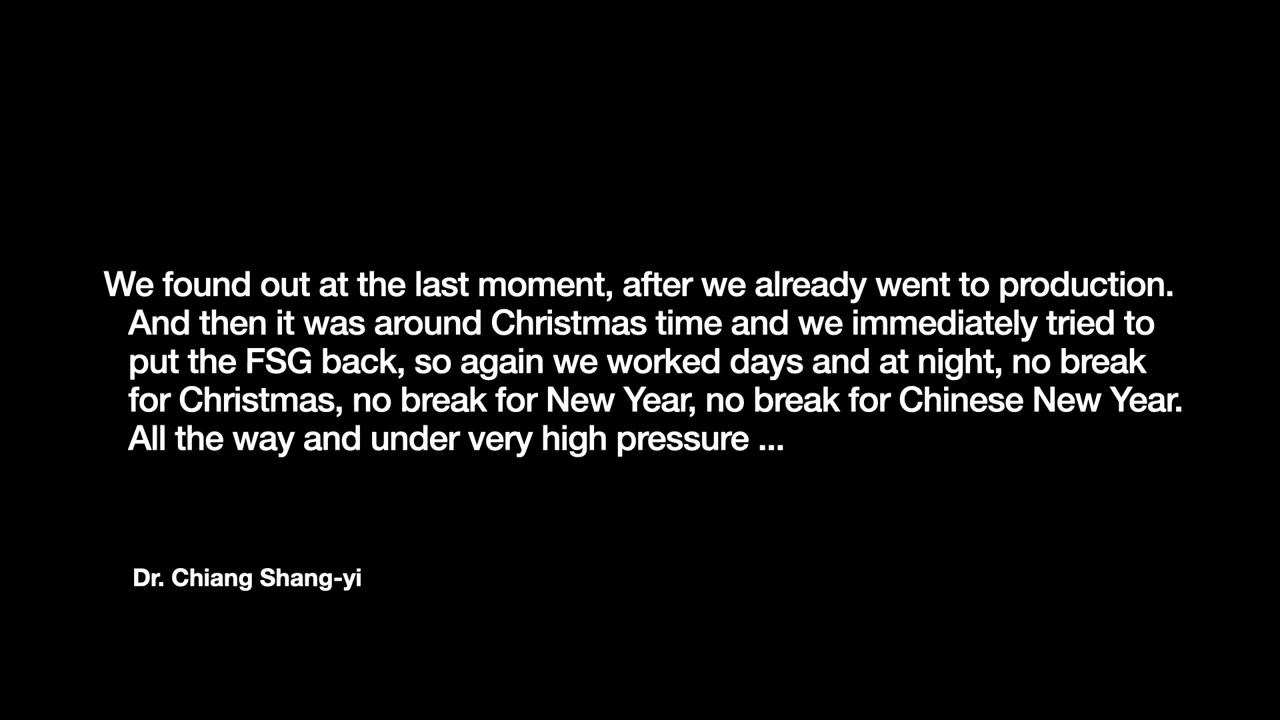 We found out at the last moment, after we already went to production.
And then it was around Christmas time and we immediately tried to
put the FSG back, so again we worked days and at night, no break
for Christmas, no break for New Year, no break for Chinese New Year.
All the way and under very high pressure ...
Dr. Chiang Shang-yi